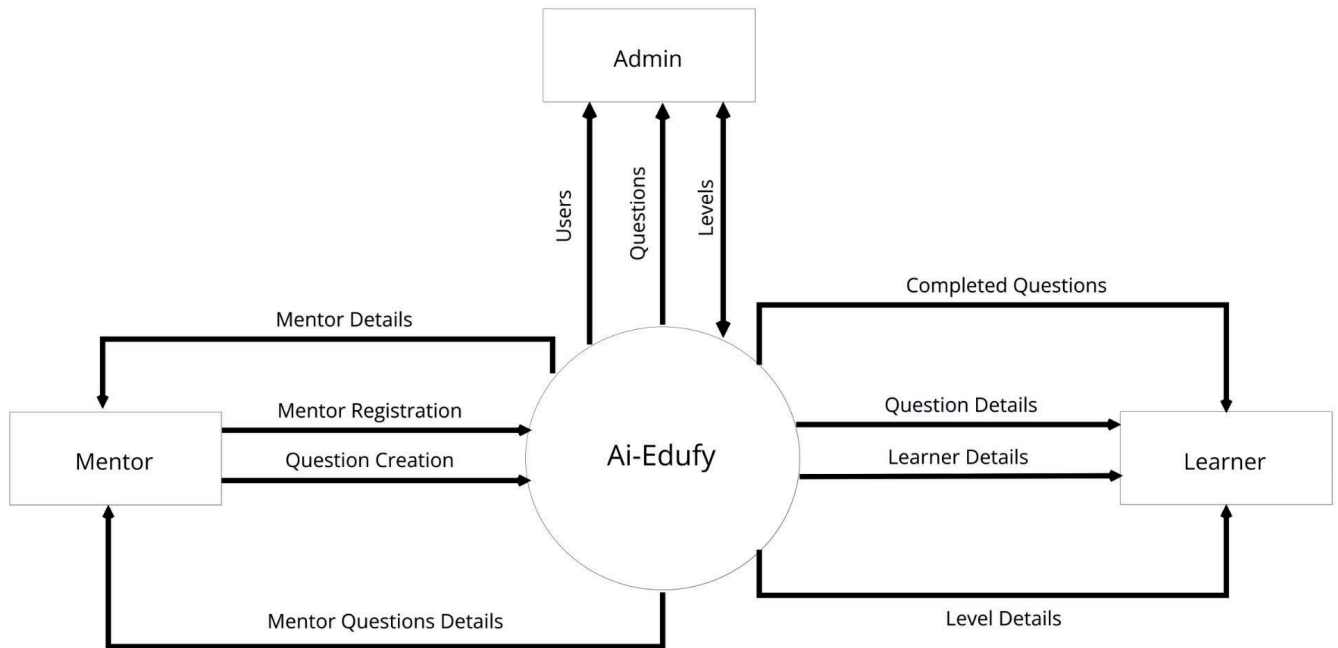 Admin
Users
Questions
Levels
Completed Questions
Mentor Details
Mentor Registration
Question Details
Mentor
Question Creation
Ai-Edufy
Learner Details
Learner
Mentor Questions Details
Level Details